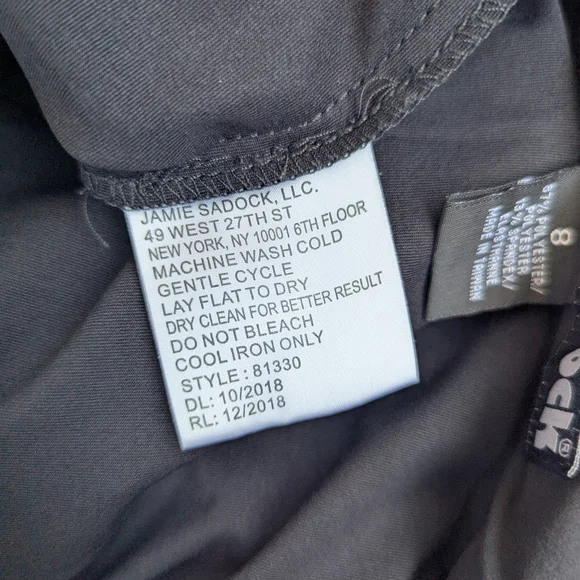 JAMIE SADOCK, LLC.
49 WEST 27TH ST
NEW YORK, NY 10001 6TH FLOOR
MACHINE WASH COLD
GENTLE CYCLE
LAY FLAT TO DRY
DRY CLEAN FOR BETTER RESULT
DO NOT BLEACH
COOL IRON ONLY
STYLE : 81330
DL: 10/2018
RL: 12/2018
8
MADE IN TAIWAN
OCK